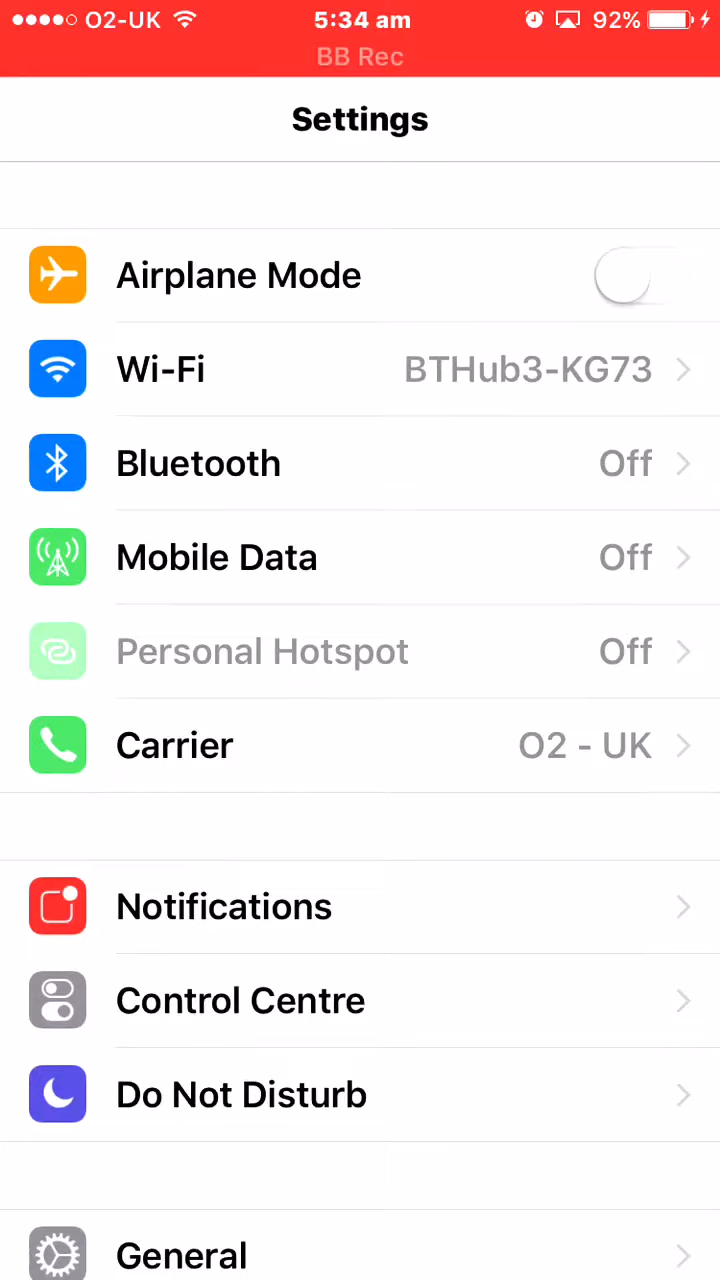 O2-UK 5:34 am 92%
BB Rec
Settings
Airplane Mode
Wi-Fi BTHub3-KG73
Bluetooth Off
Mobile Data Off
Personal Hotspot Off
Carrier O2 - UK
Notifications
Control Centre
Do Not Disturb
General